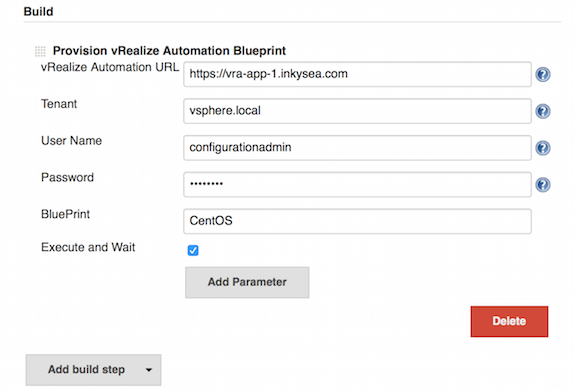 Build
Provision vRealize Automation Blueprint
vRealize Automation URL https://vra-app-1.inkysea.com
Tenant vsphere.local
User Name configurationadmin
Password ••••••••
BluePrint CentOS
Execute and Wait
Add Parameter
Delete
Add build step